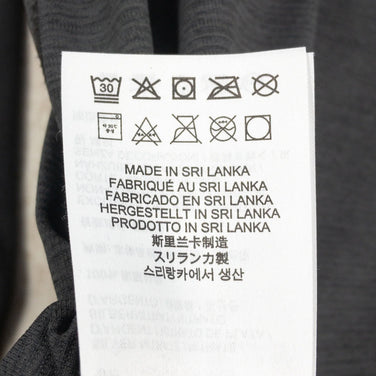 30
MADE IN SRI LANKA
FABRIQUÉ AU SRI LANKA
FABRICADO EN SRI LANKA
HERGESTELLT IN SRI LANKA
PRODOTTO IN SRI LANKA
斯里兰卡制造
スリランカ製
스리랑카에서 생산